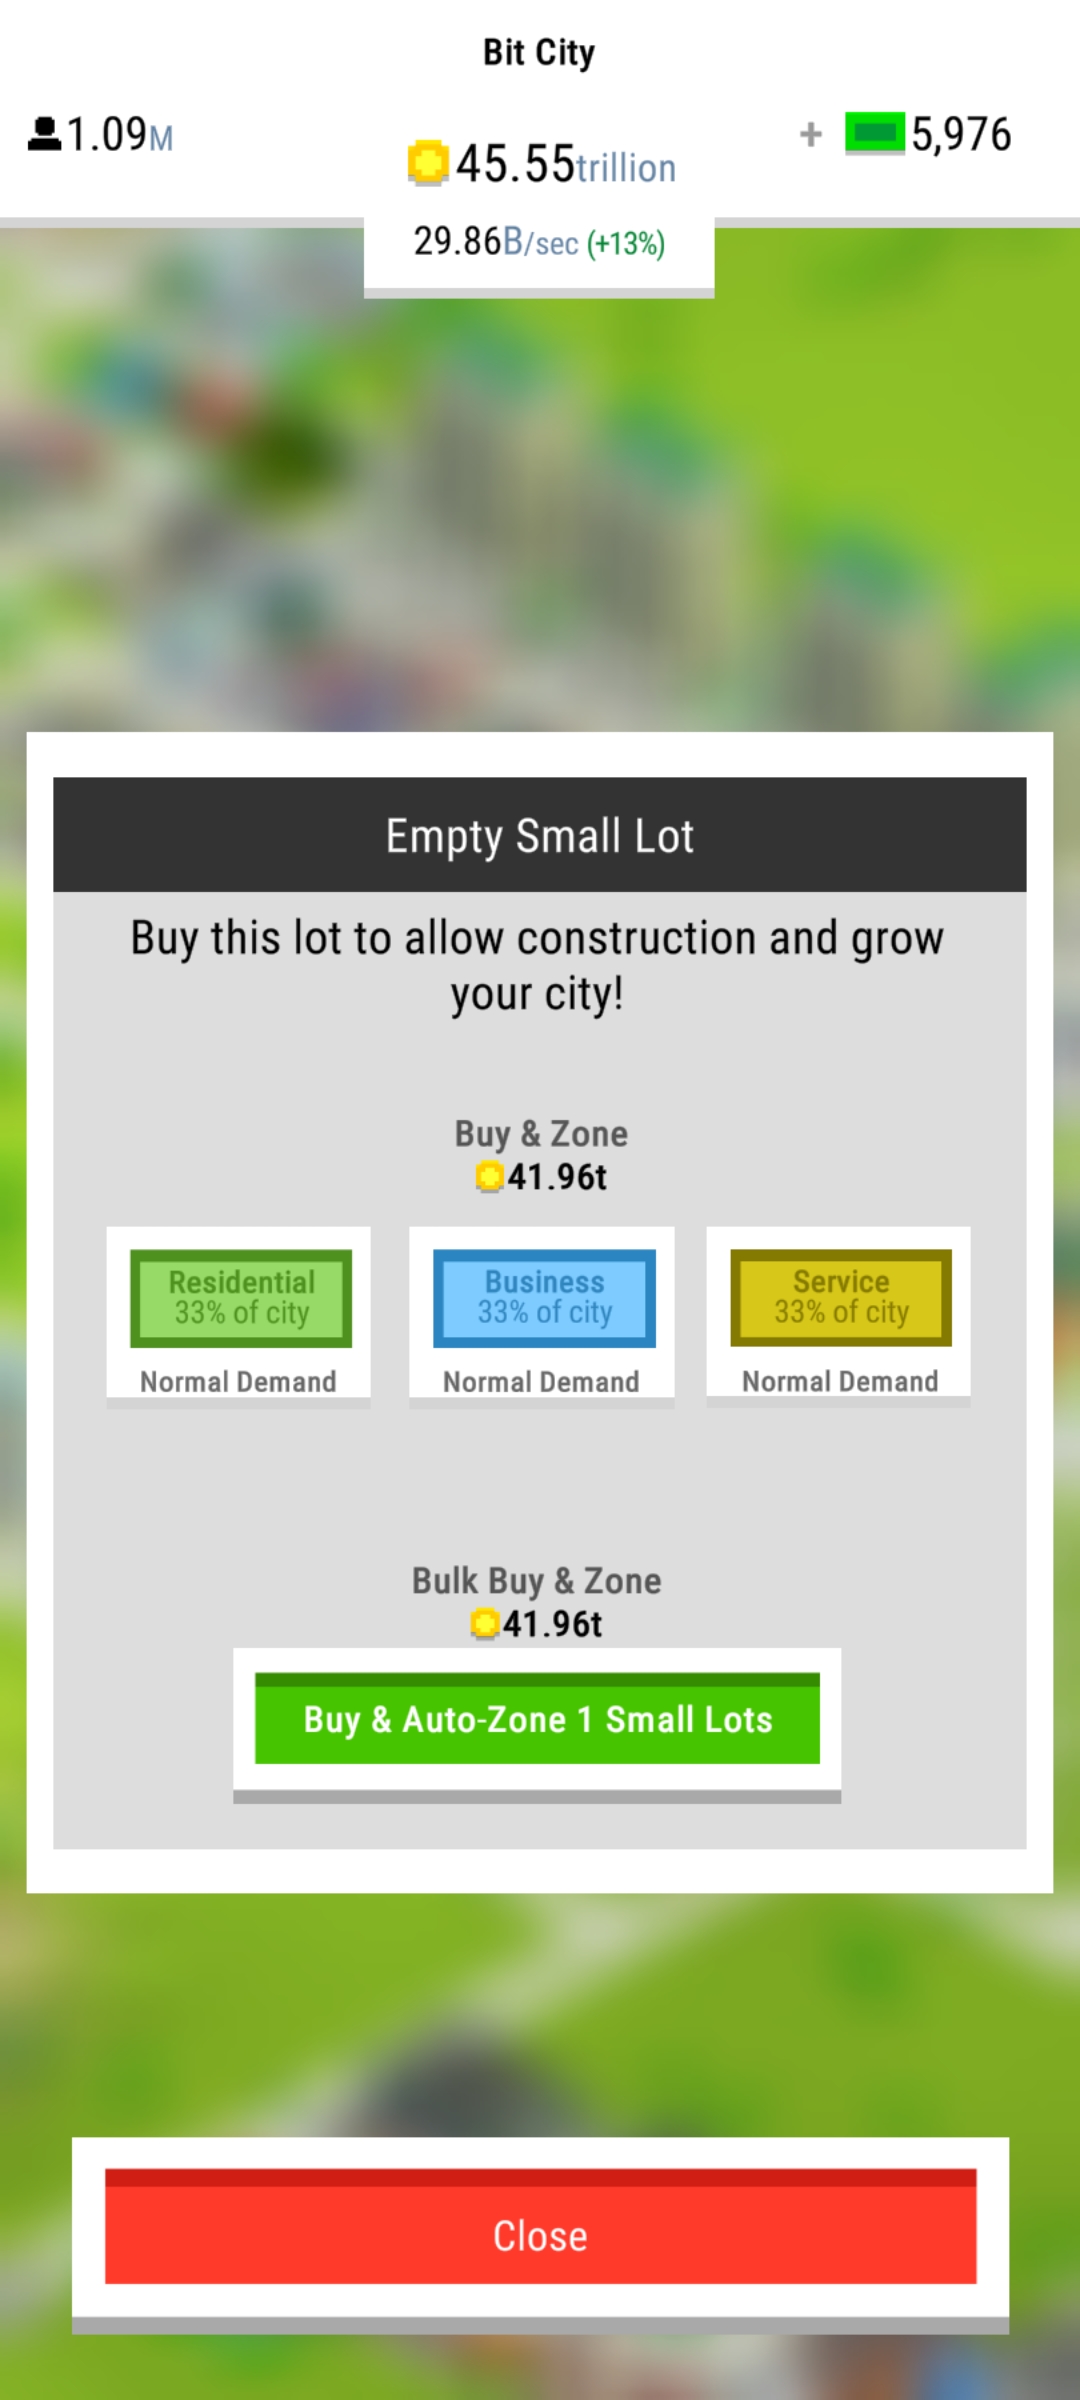 Bit City
1.09M
45.55trillion
+ 5,976
29.86B/sec (+13%)
Empty Small Lot
Buy this lot to allow construction and grow
your city!
Buy & Zone
41.96t
Residential
33% of city
Normal Demand
Business
33% of city
Normal Demand
Service
33% of city
Normal Demand
Bulk Buy & Zone
41.96t
Buy & Auto-Zone 1 Small Lots
Close